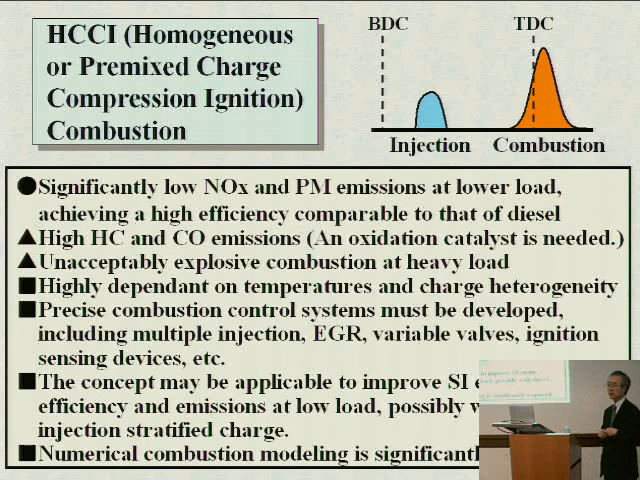 HCCI (Homogeneous
or Premixed Charge
Compression Ignition)
Combustion
BDC TDC
Injection Combustion
●Significantly low NOx and PM emissions at lower load,
achieving a high efficiency comparable to that of diesel
▲High HC and CO emissions (An oxidation catalyst is needed.)
▲Unacceptably explosive combustion at heavy load
■Highly dependant on temperatures and charge heterogeneity
■Precise combustion control systems must be developed,
including multiple injection, EGR, variable valves, ignition
sensing devices, etc.
■The concept may be applicable to improve SI
efficiency and emissions at low load, possibly
injection stratified charge.
■Numerical combustion modeling is